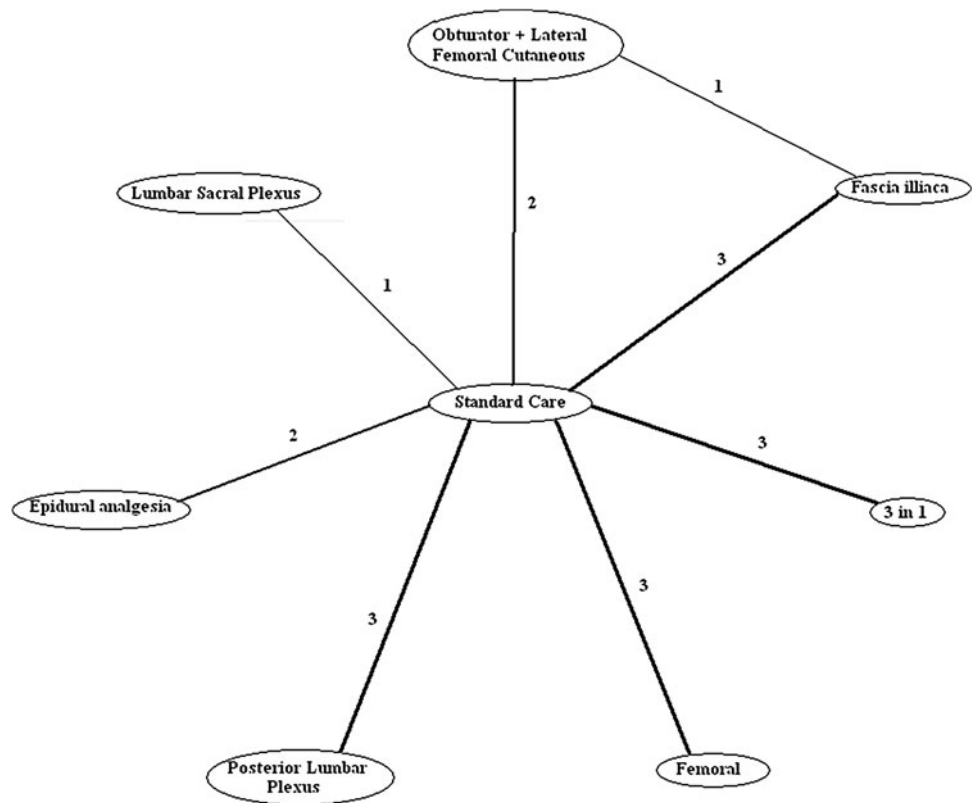 Obturator + Lateral
Femoral Cutaneous
1
Lumbar Sacral Plexus
Fascia illiaca
2
1
3
Standard Care
2
3
Epidural analgesia
3 in 1
3
3
Posterior Lumbar
Plexus
Femoral